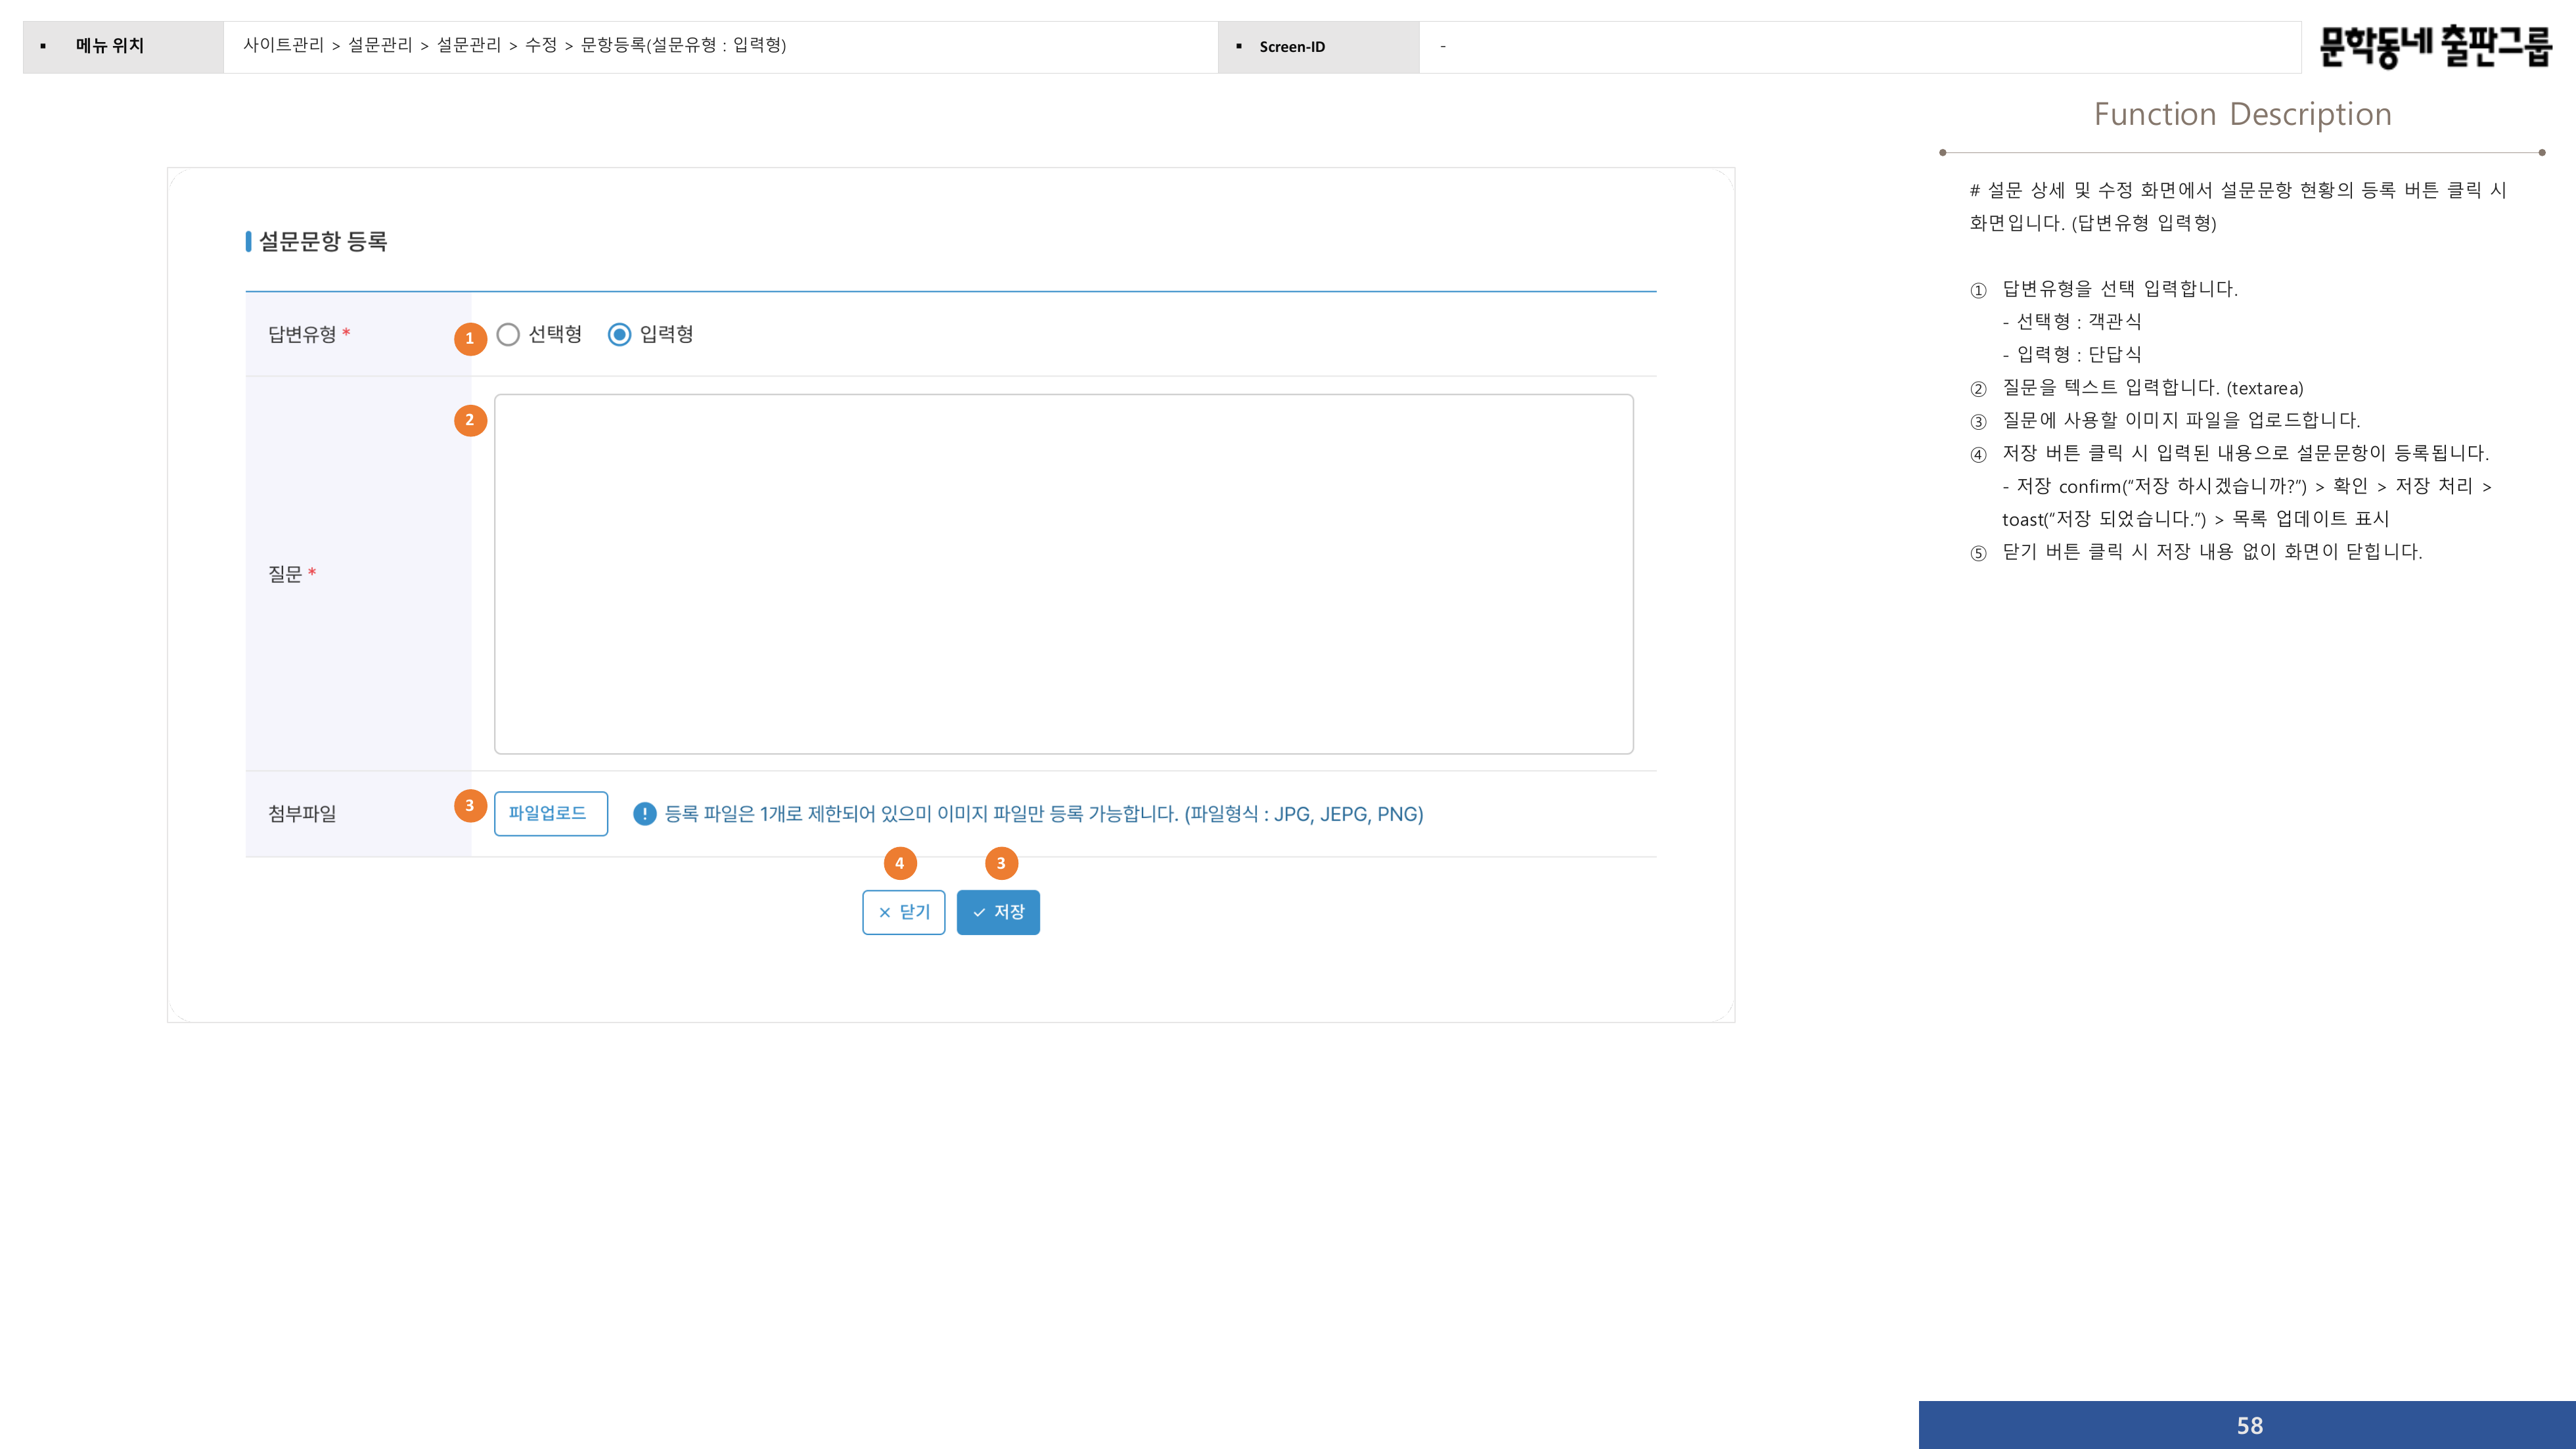 ▪ 메뉴 위치
사이트관리 > 설문관리 > 설문관리 > 수정 > 문항등록(설문유형 : 입력형)
▪ Screen-ID
-
문학동네 출판그룹
Function Description
# 설문 상세 및 수정 화면에서 설문문항 현황의 등록 버튼 클릭 시
화면입니다. (답변유형 입력형)
① 답변유형을 선택 입력합니다.
- 선택형 : 객관식
- 입력형 : 단답식
② 질문을 텍스트 입력합니다. (textarea)
③ 질문에 사용할 이미지 파일을 업로드합니다.
④ 저장 버튼 클릭 시 입력된 내용으로 설문문항이 등록됩니다.
- 저장 confirm(“저장 하시겠습니까?”) > 확인 > 저장 처리 >
toast(“저장 되었습니다.”) > 목록 업데이트 표시
⑤ 닫기 버튼 클릭 시 저장 내용 없이 화면이 닫힙니다.
설문문항 등록
답변유형 *
1 선택형 입력형
2
질문 *
첨부파일
3 파일업로드 ! 등록 파일은 1개로 제한되어 있으미 이미지 파일만 등록 가능합니다. (파일형식 : JPG, JEPG, PNG)
4 3
× 닫기 ✓ 저장
58